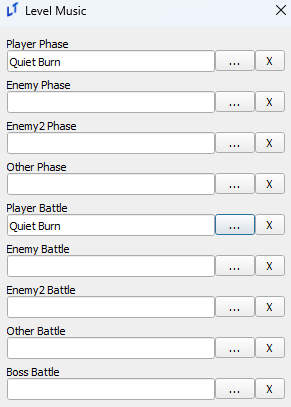 LT Level Music
Player Phase
Quiet Burn ... X
Enemy Phase
... X
Enemy2 Phase
... X
Other Phase
... X
Player Battle
Quiet Burn ... X
Enemy Battle
... X
Enemy2 Battle
... X
Other Battle
... X
Boss Battle
... X